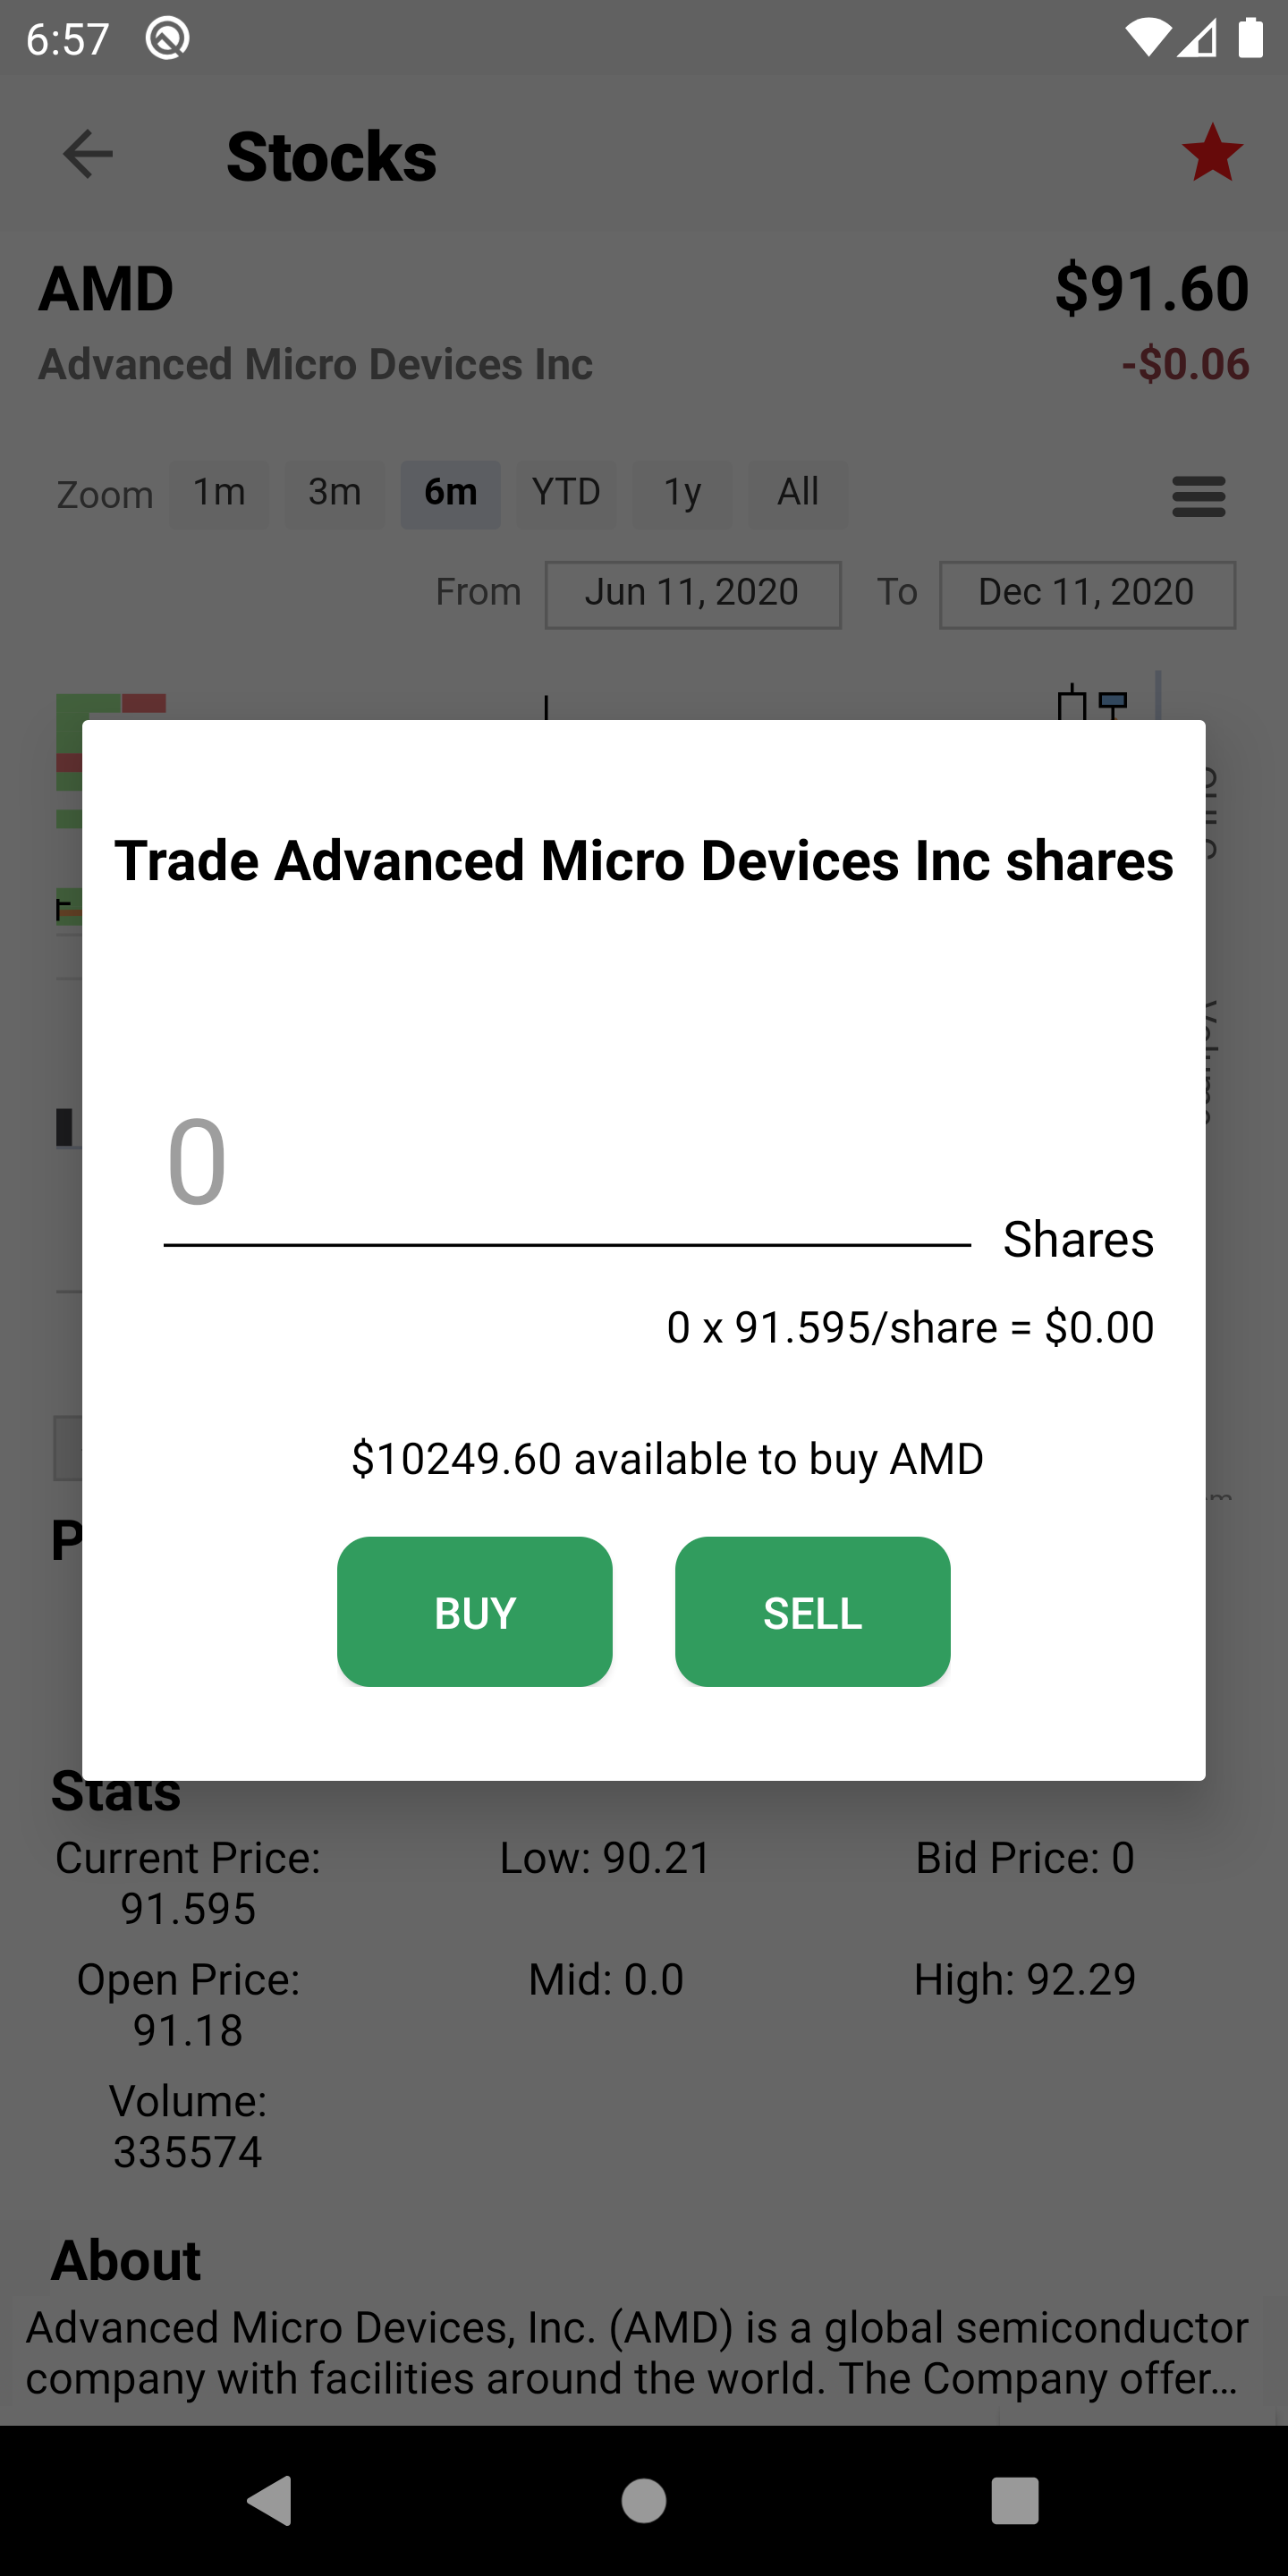 6:57
Stocks
AMD $91.60
Advanced Micro Devices Inc -$0.06
Zoom 1m 3m 6m YTD 1y All
From Jun 11, 2020 To Dec 11, 2020
Trade Advanced Micro Devices Inc shares
0
Shares
0 x 91.595/share = $0.00
$10249.60 available to buy AMD
BUY SELL
Stats
Current Price: Low: 90.21 Bid Price: 0
91.595
Open Price: Mid: 0.0 High: 92.29
91.18
Volume:
335574
About
Advanced Micro Devices, Inc. (AMD) is a global semiconductor
company with facilities around the world. The Company offer…